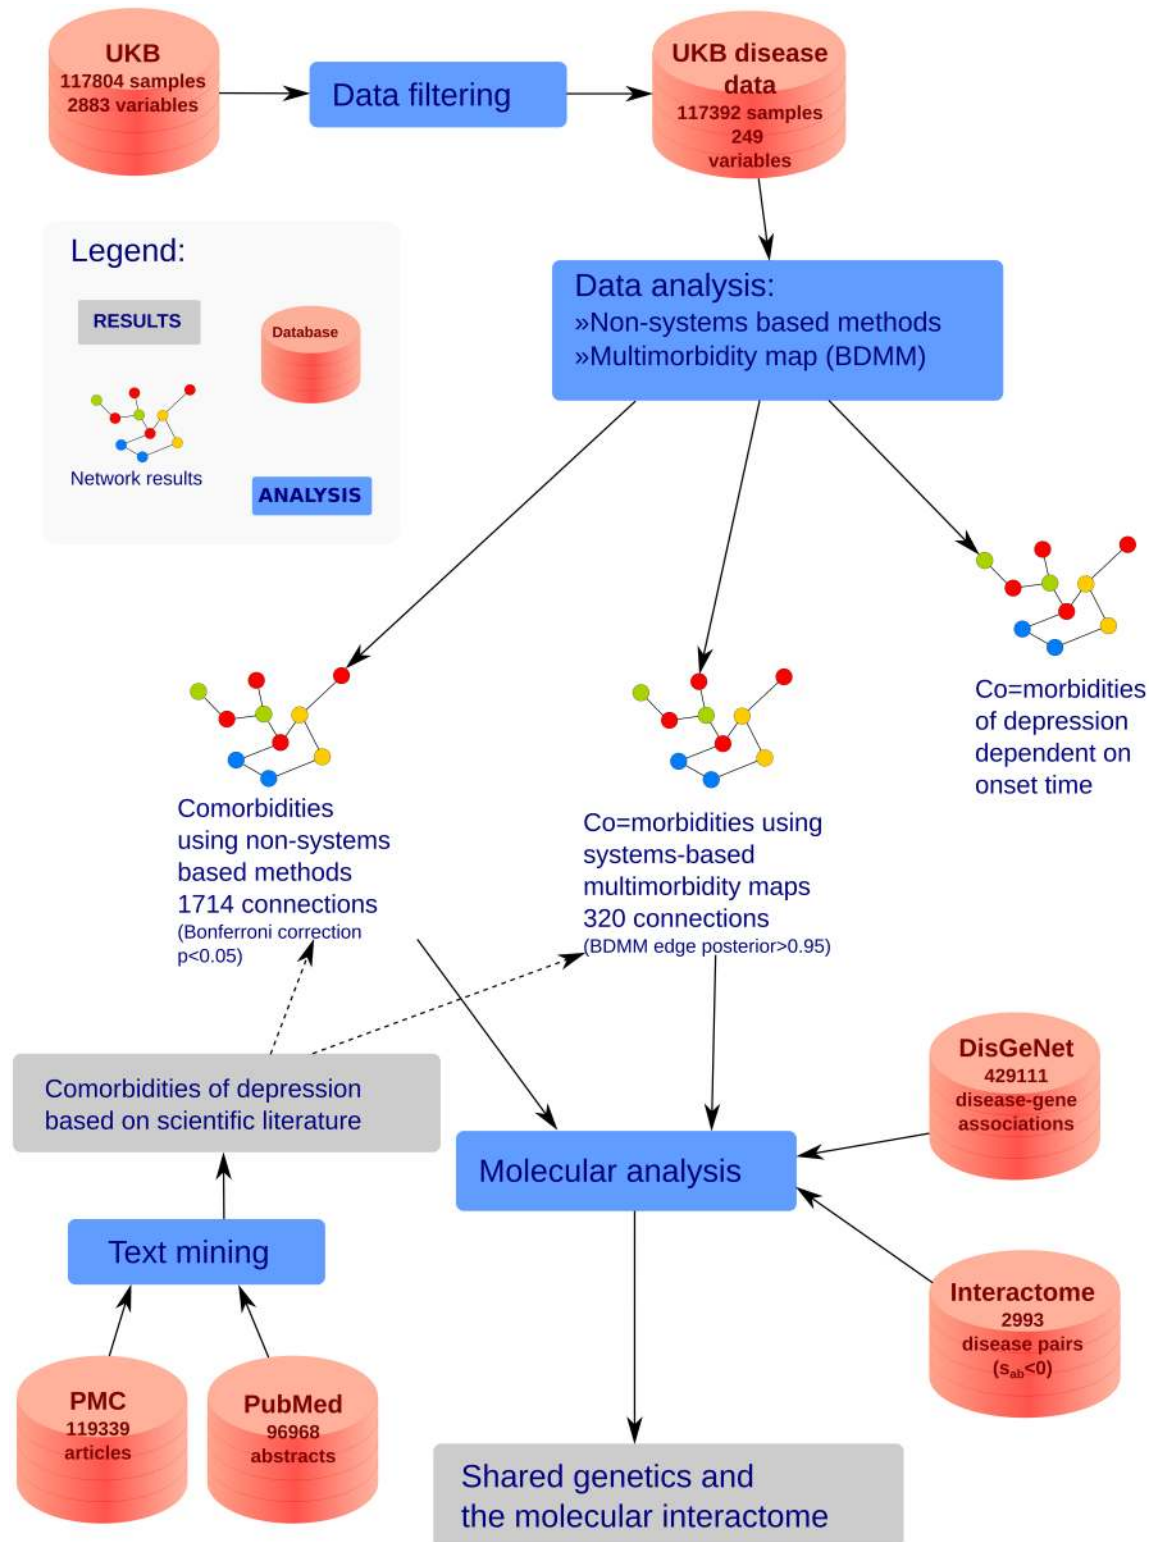 UKB
117804 samples
2883 variables
Data filtering
UKB disease
data
117392 samples
249
variables
Legend:
RESULTS
Database
Network results
ANALYSIS
Data analysis:
»Non-systems based methods
»Multimorbidity map (BDMM)
Comorbidities
using non-systems
based methods
1714 connections
(Bonferroni correction
p<0.05)
Co=morbidities using
systems-based
multimorbidity maps
320 connections
(BDMM edge posterior>0.95)
Co=morbidities
of depression
dependent on
onset time
Comorbidities of depression
based on scientific literature
Text mining
PMC
119339
articles
PubMed
96968
abstracts
Molecular analysis
DisGeNet
429111
disease-gene
associations
Interactome
2993
disease pairs
(sab<0)
Shared genetics and
the molecular interactome